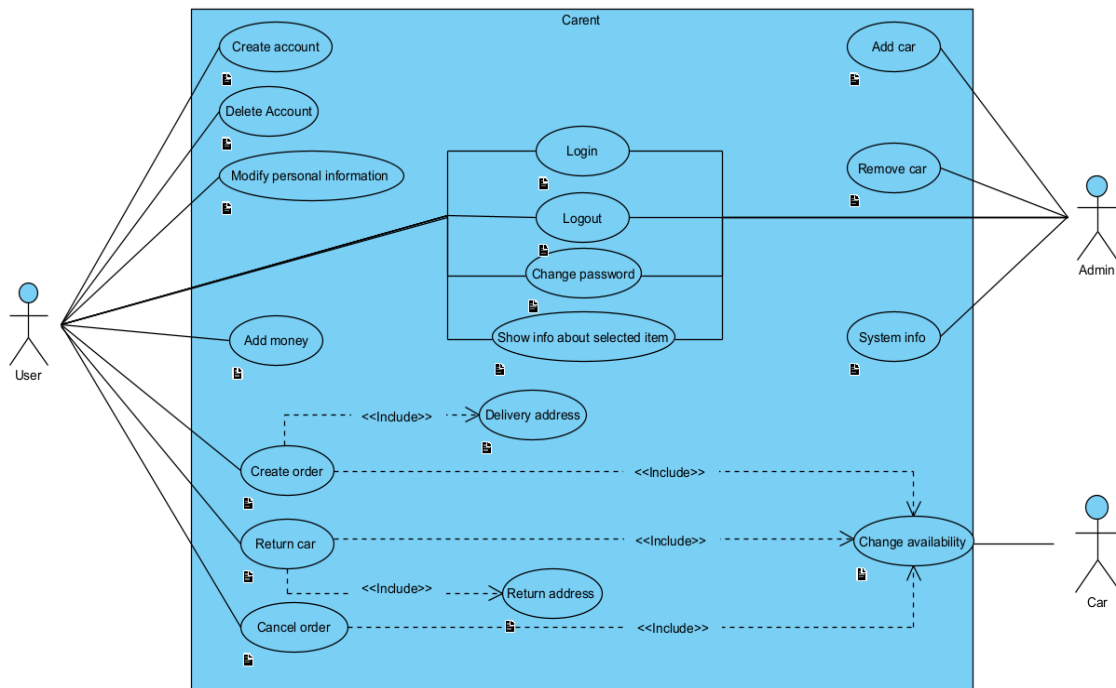 Carent
Create account
Add car
Delete Account
Login
Modify personal information
Remove car
Logout
Admin
Change password
User
Add money
Show info about selected item
System info
<<Include>>
Delivery address
Create order
<<Include>>
Return car
<<Include>>
Change availability
<<Include>>
Return address
Car
Cancel order
<<Include>>